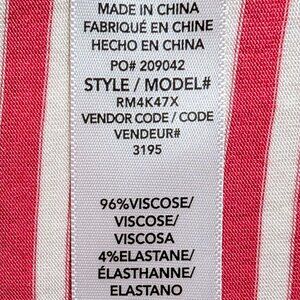 MADE IN CHINA
FABRIQUÉ EN CHINE
HECHO EN CHINA
PO# 209042
STYLE / MODEL#
RM4K47X
VENDOR CODE / CODE
VENDEUR#
3195
96%VISCOSE/
VISCOSE/
VISCOSA
4%ELASTANE/
ÉLASTHANNE/
ELASTANO